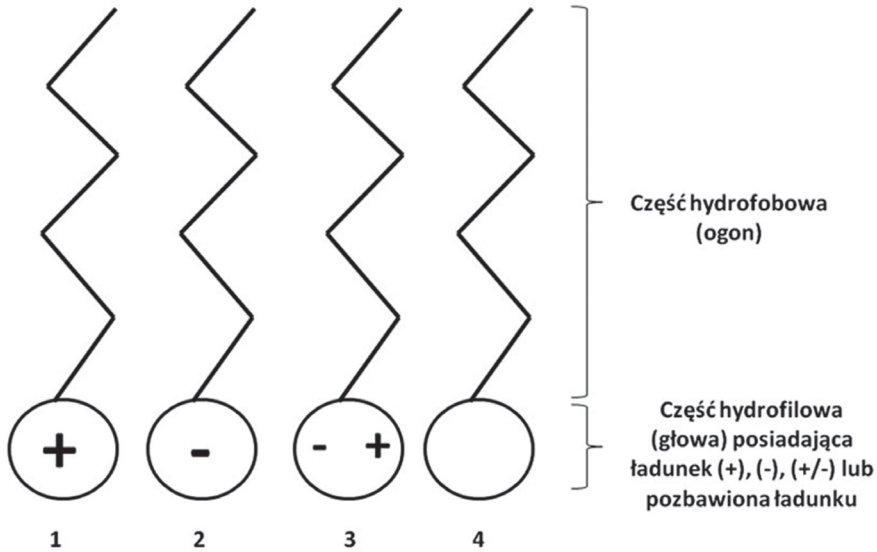 Część hydrofobowa
(ogon)
+
-
- +
Część hydrofilowa
(głowa) posiadająca
ładunek (+), (-), (+/-) lub
pozbawiona ładunku
1 2 3 4